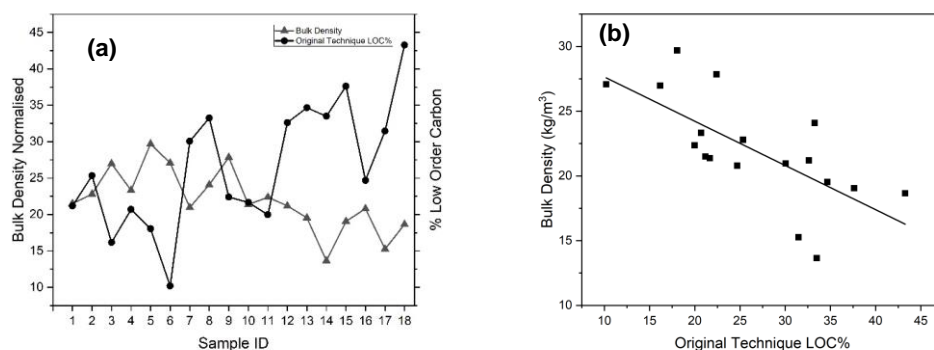 (a)
Bulk Density
Original Technique LOC%
Bulk Density Normalised
45
40
35
30
25
20
15
10
1 2 3 4 5 6 7 8 9 10 11 12 13 14 15 16 17 18
Sample ID
% Low Order Carbon
(b)
Bulk Density (kg/m³)
30
25
20
15
10
10 15 20 25 30 35 40 45
Original Technique LOC%